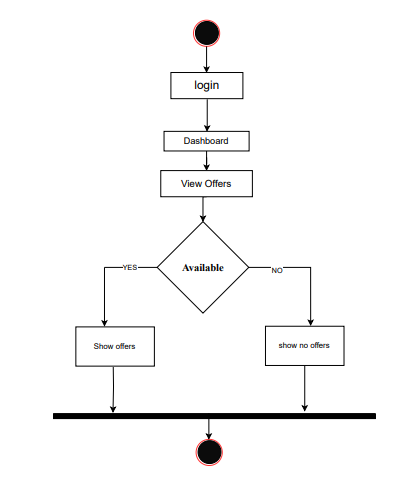 login
Dashboard
View Offers
Available
YES
NO
Show offers
show no offers